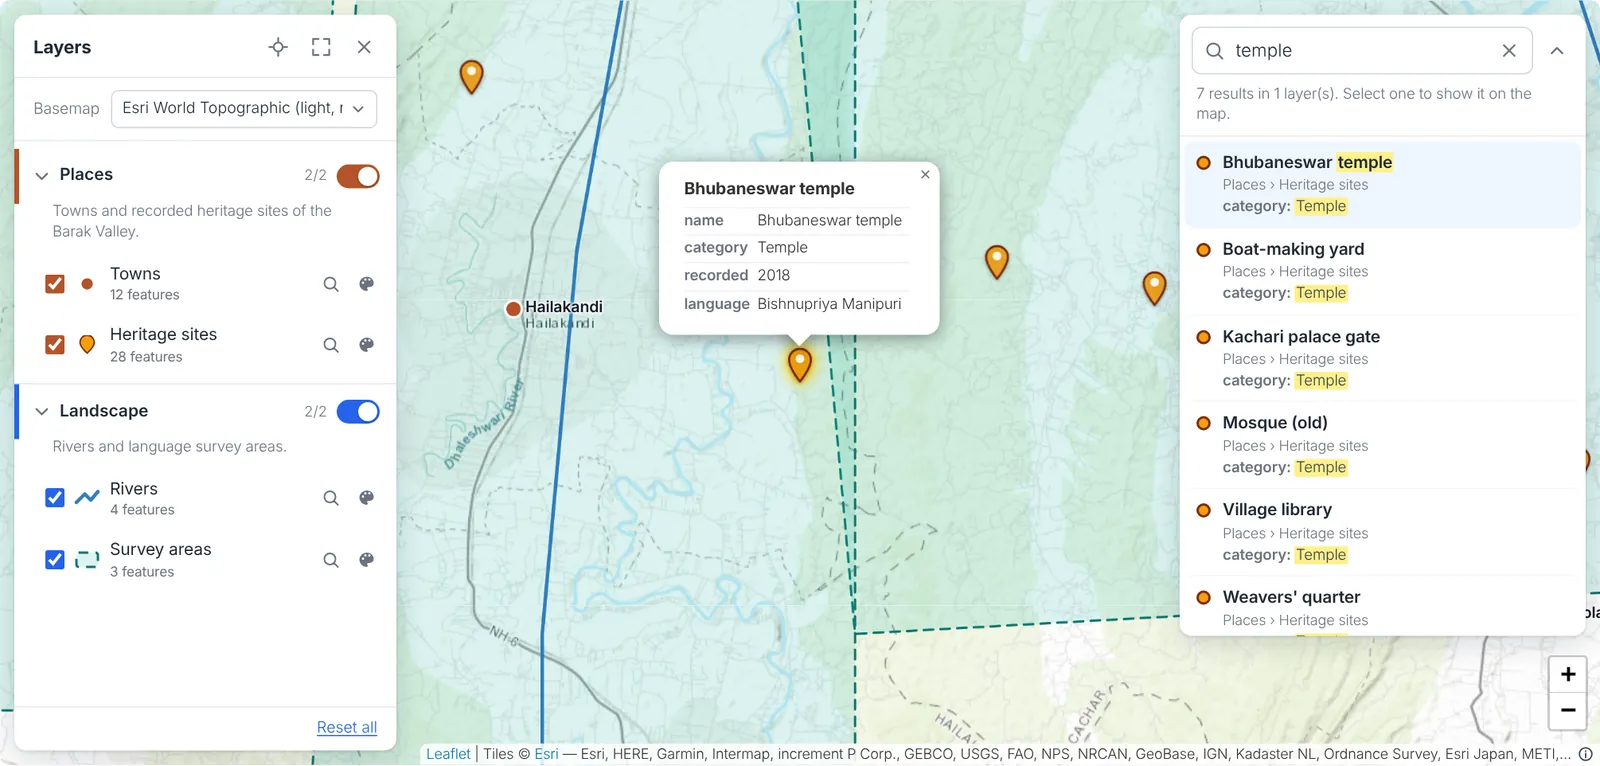 Layers
Basemap
Esri World Topographic (light, r
Places
2/2
Towns and recorded heritage sites of the
Barak Valley.
Towns
12 features
Heritage sites
28 features
Landscape
2/2
Rivers and language survey areas.
Rivers
4 features
Survey areas
3 features
Reset all
Hailakandi
Hailakandi
Dhaleshwari River
NH 6
Bhubaneswar temple
×
name Bhubaneswar temple
category Temple
recorded 2018
language Bishnupriya Manipuri
HAILA
CACHAR
temple
7 results in 1 layer(s). Select one to show it on the
map.
Bhubaneswar temple
Places › Heritage sites
category: Temple
Boat-making yard
Places › Heritage sites
category: Temple
Kachari palace gate
Places › Heritage sites
category: Temple
Mosque (old)
Places › Heritage sites
category: Temple
Village library
Places › Heritage sites
category: Temple
Weavers' quarter
Places › Heritage sites
+
−
Leaflet | Tiles © Esri — Esri, HERE, Garmin, Intermap, increment P Corp., GEBCO, USGS, FAO, NPS, NRCAN, GeoBase, IGN, Kadaster NL, Ordnance Survey, Esri Japan, METI,...